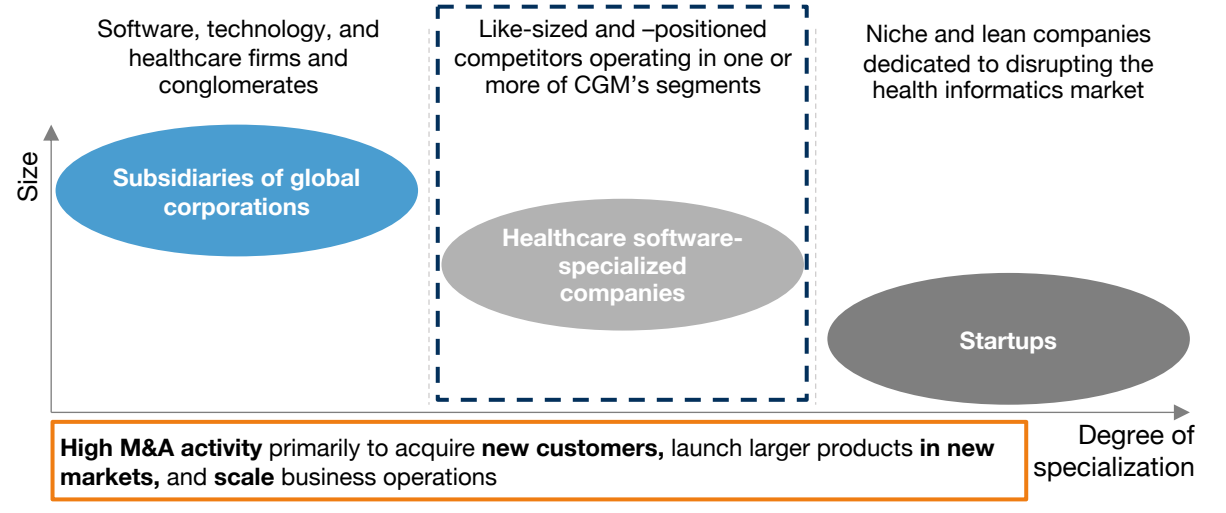 Software, technology, and
healthcare firms and
conglomerates
Like-sized and –positioned
competitors operating in one or
more of CGM’s segments
Niche and lean companies
dedicated to disrupting the
health informatics market
Size
Subsidiaries of global
corporations
Healthcare software-
specialized
companies
Startups
High M&A activity primarily to acquire new customers, launch larger products in new
markets, and scale business operations
Degree of
specialization